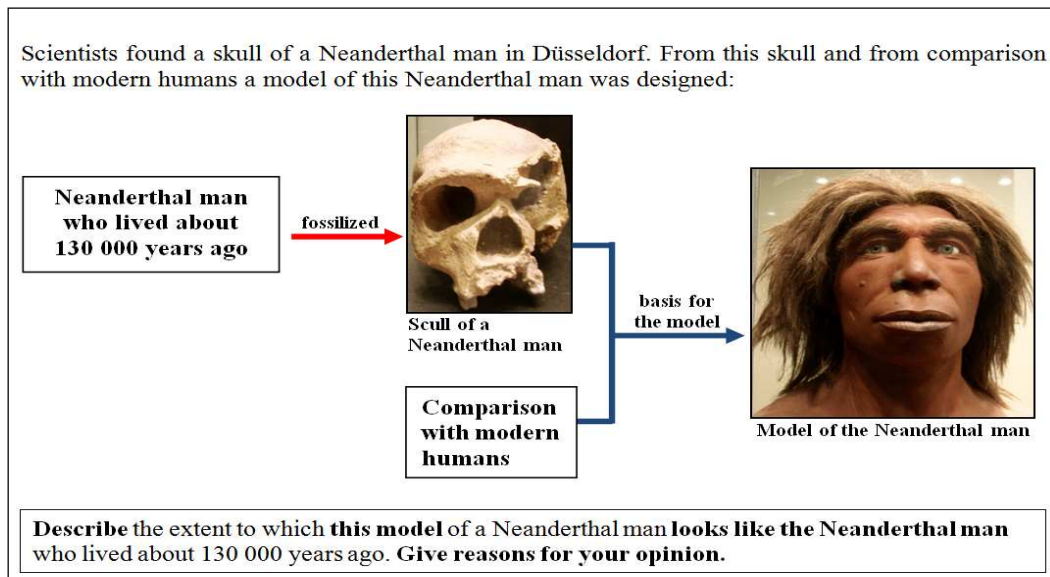 Scientists found a skull of a Neanderthal man in Düsseldorf. From this skull and from comparison
with modern humans a model of this Neanderthal man was designed:
Neanderthal man
who lived about
130 000 years ago
fossilized
Scull of a
Neanderthal man
Comparison
with modern
humans
basis for
the model
Model of the Neanderthal man
Describe the extent to which this model of a Neanderthal man looks like the Neanderthal man
who lived about 130 000 years ago. Give reasons for your opinion.